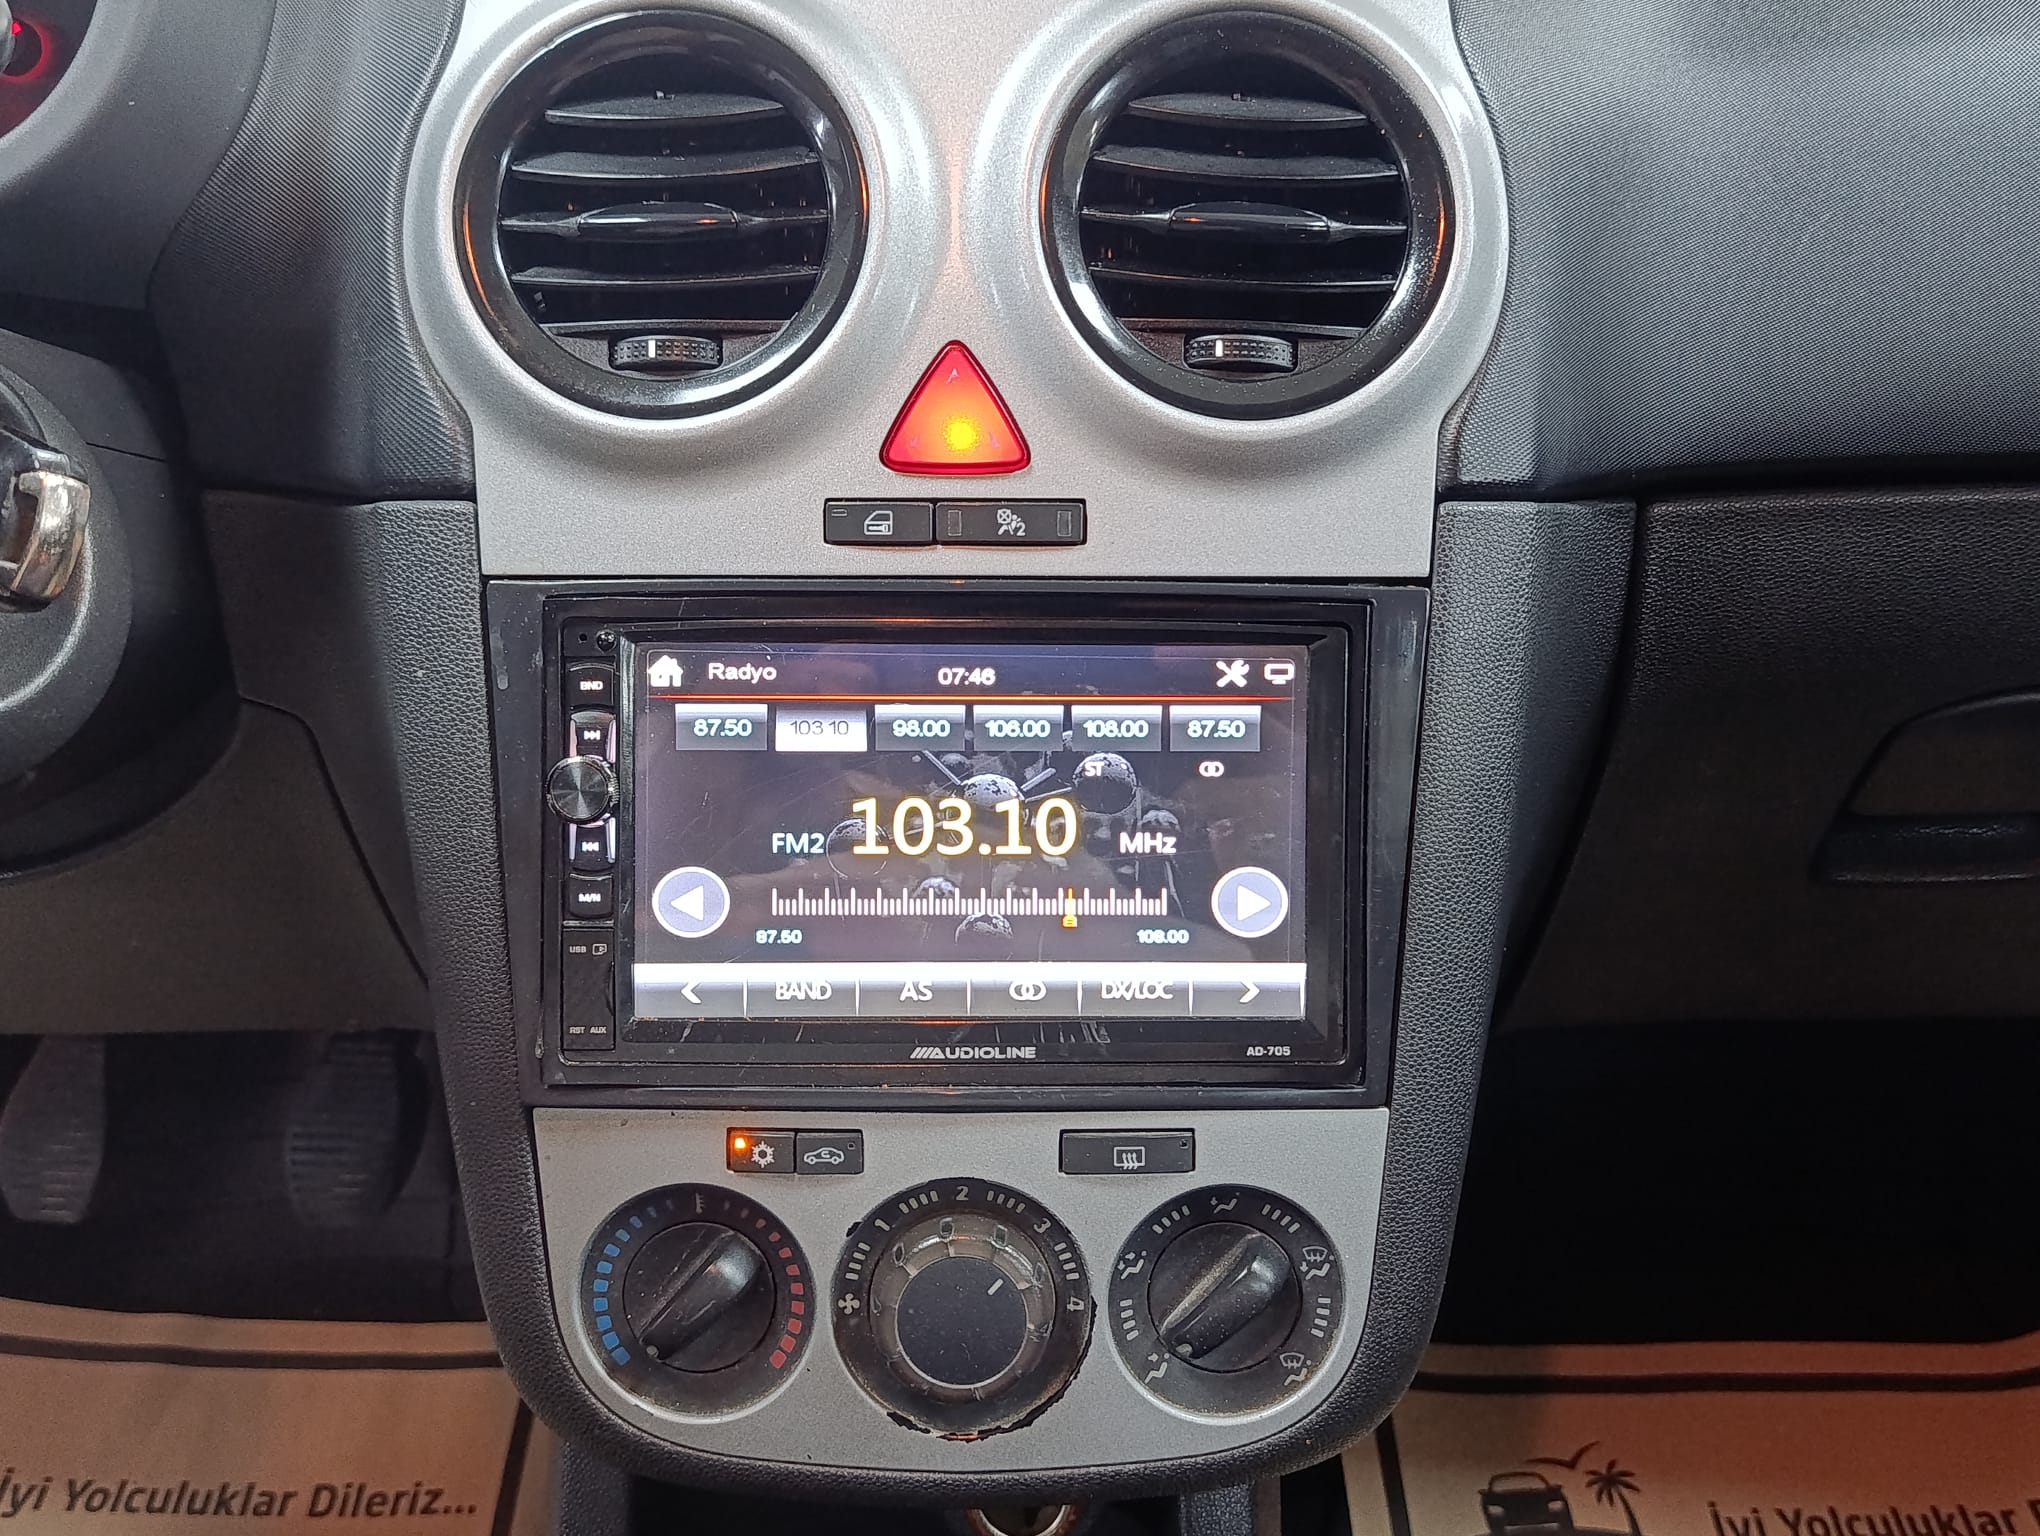 2
BND
Radyo
07:46
87.50
103.10
98.00
106.00
108.00
87.50
ST
FM2
103.10
MHz
M/N
87.50
108.00
USB
BAND
AS
DX/LOC
RST AUX
AUDIOLINE
AD-705
1
2
3
4
İyi Yolculuklar Dileriz...
İyi Yolculuklar